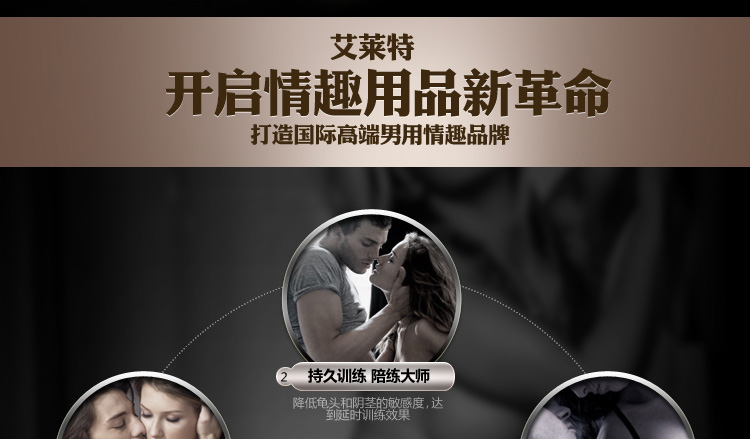 艾莱特
开启情趣用品新革命
打造国际高端男用情趣品牌
2 持久训练 陪练大师
降低龟头和阴茎的敏感度，达
到延时训练效果